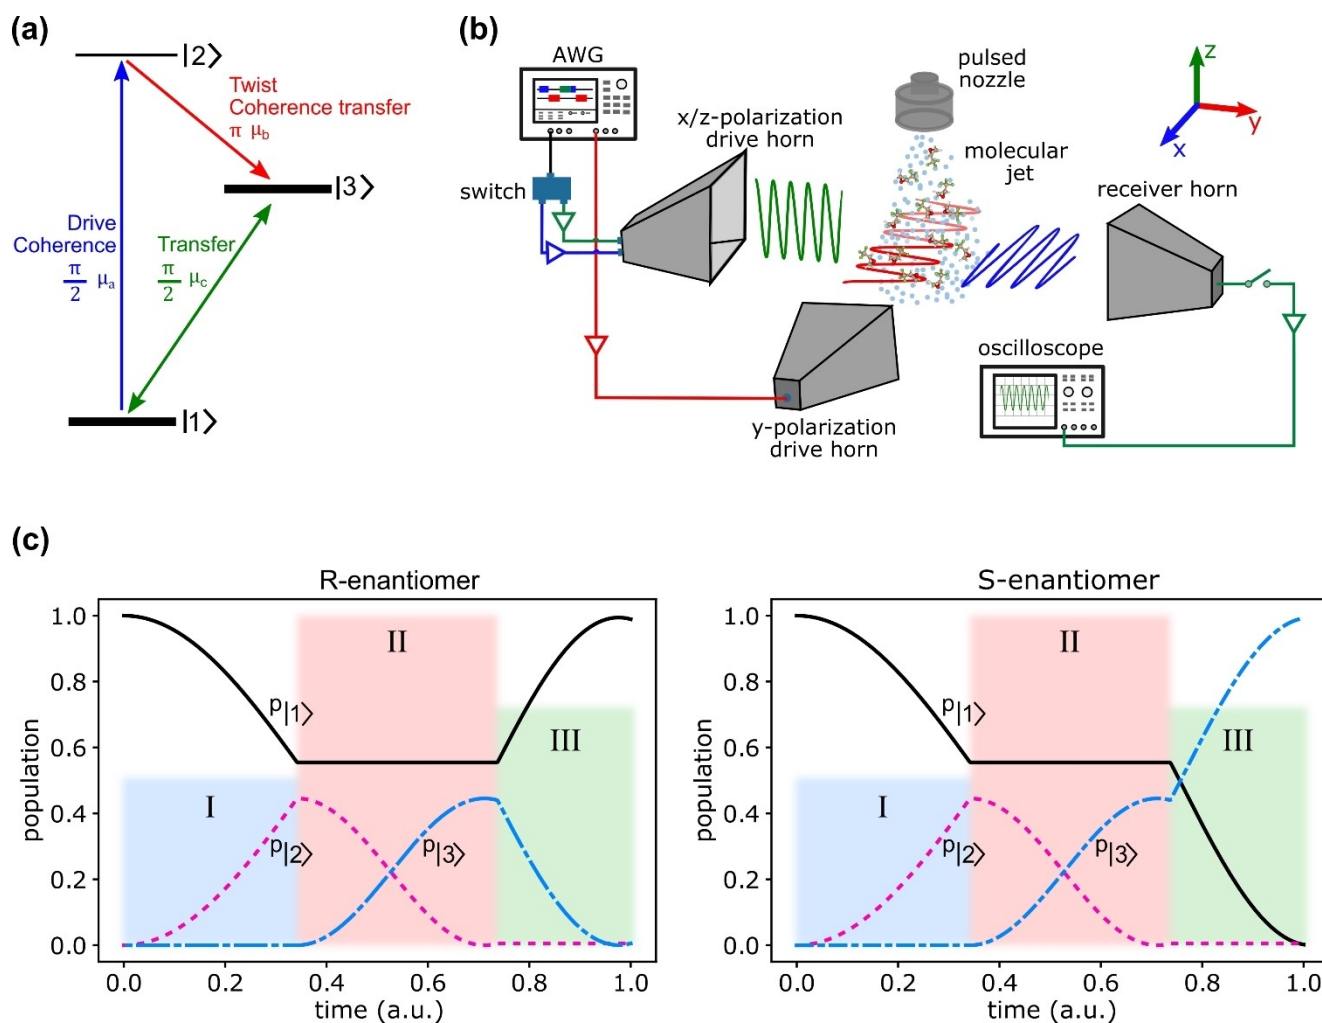 (a)
|2⟩
Twist
Coherence transfer
π μb
|3⟩
Drive
Coherence
π/2 μa
Transfer
π/2 μc
|1⟩
(b)
AWG
switch
x/z-polarization
drive horn
pulsed
nozzle
molecular
jet
z
y
x
receiver horn
oscilloscope
y-polarization
drive horn
(c)
R-enantiomer
population
1.0
0.8
0.6
0.4
0.2
0.0
I
II
III
p|1⟩
p|2⟩
p|3⟩
0.0 0.2 0.4 0.6 0.8 1.0
time (a.u.)
S-enantiomer
population
1.0
0.8
0.6
0.4
0.2
0.0
I
II
III
p|1⟩
p|2⟩
p|3⟩
0.0 0.2 0.4 0.6 0.8 1.0
time (a.u.)